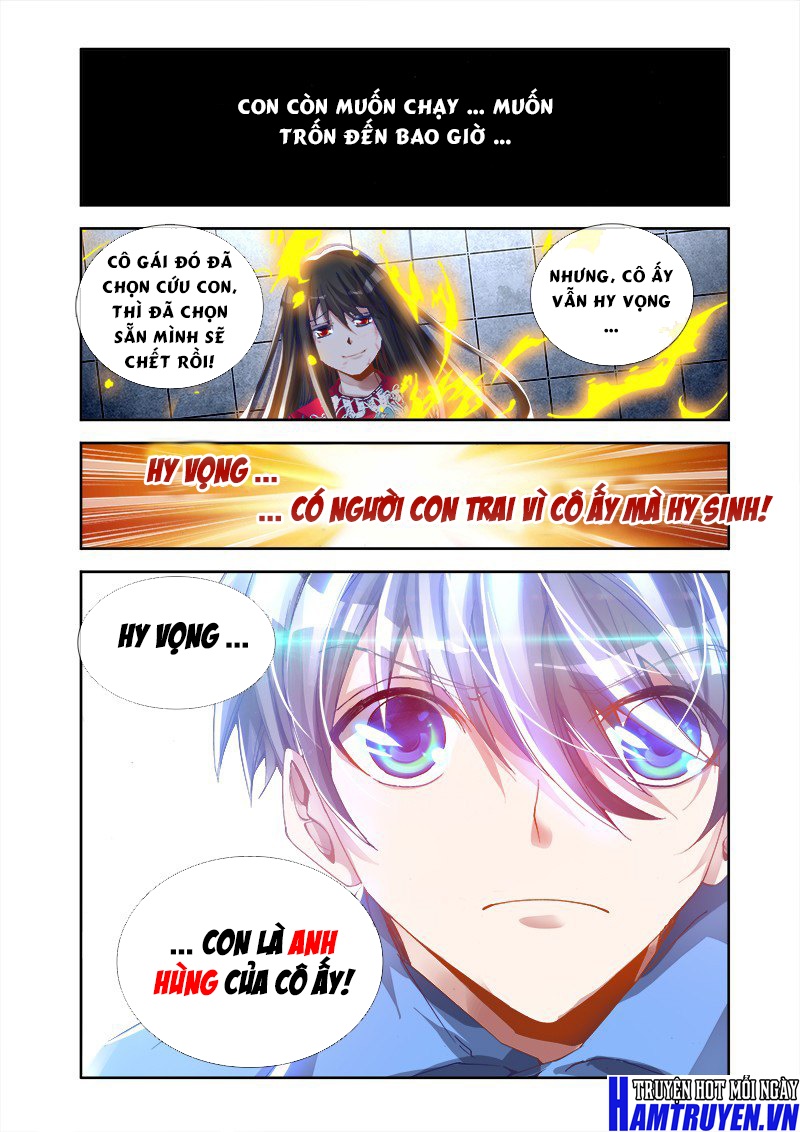 CON CÒN MUỐN CHẠY ... MUỐN
TRỐN ĐẾN BAO GIỜ ...
CÔ GÁI ĐÓ ĐÃ
CHỌN CỨU CON,
THÌ ĐÃ CHỌN
SẴN MÌNH SẼ
CHẾT RỒI!
NHƯNG, CÔ ẤY
VẪN HY VỌNG
...
HY VỌNG ...
... CÓ NGƯỜI CON TRAI VÌ CÔ ẤY MÀ HY SINH!
HY VỌNG ...
... CON LÀ ANH
HÙNG CỦA CÔ ẤY!
TRUYỆN HOT MỖI NGÀY
HAMTRUYEN.VN